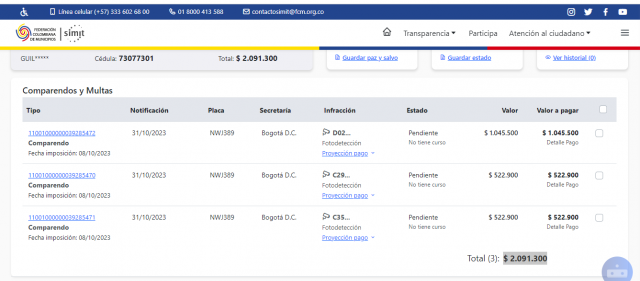 Línea celular (+57) 333 602 68 00 01 8000 413 588 contactosimit@fcm.org.co
FEDERACIÓN COLOMBIANA DE MUNICIPIOS simit Transparencia Participa Atención al ciudadano
GUIL***** Cédula: 73077301 Total: $ 2.091.300 Guardar paz y salvo Guardar estado Ver historial (0)
Comparendos y Multas
Tipo Notificación Placa Secretaría Infracción Estado Valor Valor a pagar
11001000000039285472 31/10/2023 NWJ389 Bogotá D.C. D02... Pendiente $ 1.045.500 $ 1.045.500
Comparendo Fotodetección No tiene curso Detalle Pago
Fecha imposición: 08/10/2023 Proyección pago
11001000000039285470 31/10/2023 NWJ389 Bogotá D.C. C29... Pendiente $ 522.900 $ 522.900
Comparendo Fotodetección No tiene curso Detalle Pago
Fecha imposición: 08/10/2023 Proyección pago
11001000000039285471 31/10/2023 NWJ389 Bogotá D.C. C35... Pendiente $ 522.900 $ 522.900
Comparendo Fotodetección No tiene curso Detalle Pago
Fecha imposición: 08/10/2023 Proyección pago
Total (3): $ 2.091.300